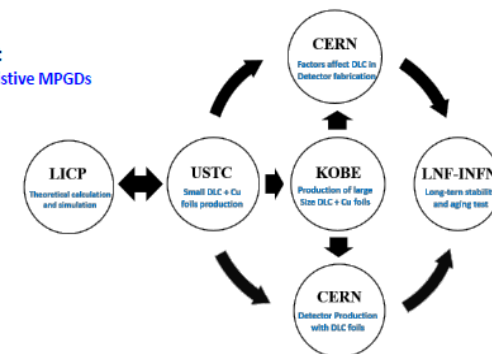 :
stive MPGDs
CERN
Factors affect DLC in
Detector fabrication
LICP
Theoretical calculation
and simulation
USTC
Small DLC + Cu
foils production
KOBE
Production of large
Size DLC + Cu foils
LNF-INFN
Long-term stability
and aging test
CERN
Detector Production
with DLC foils